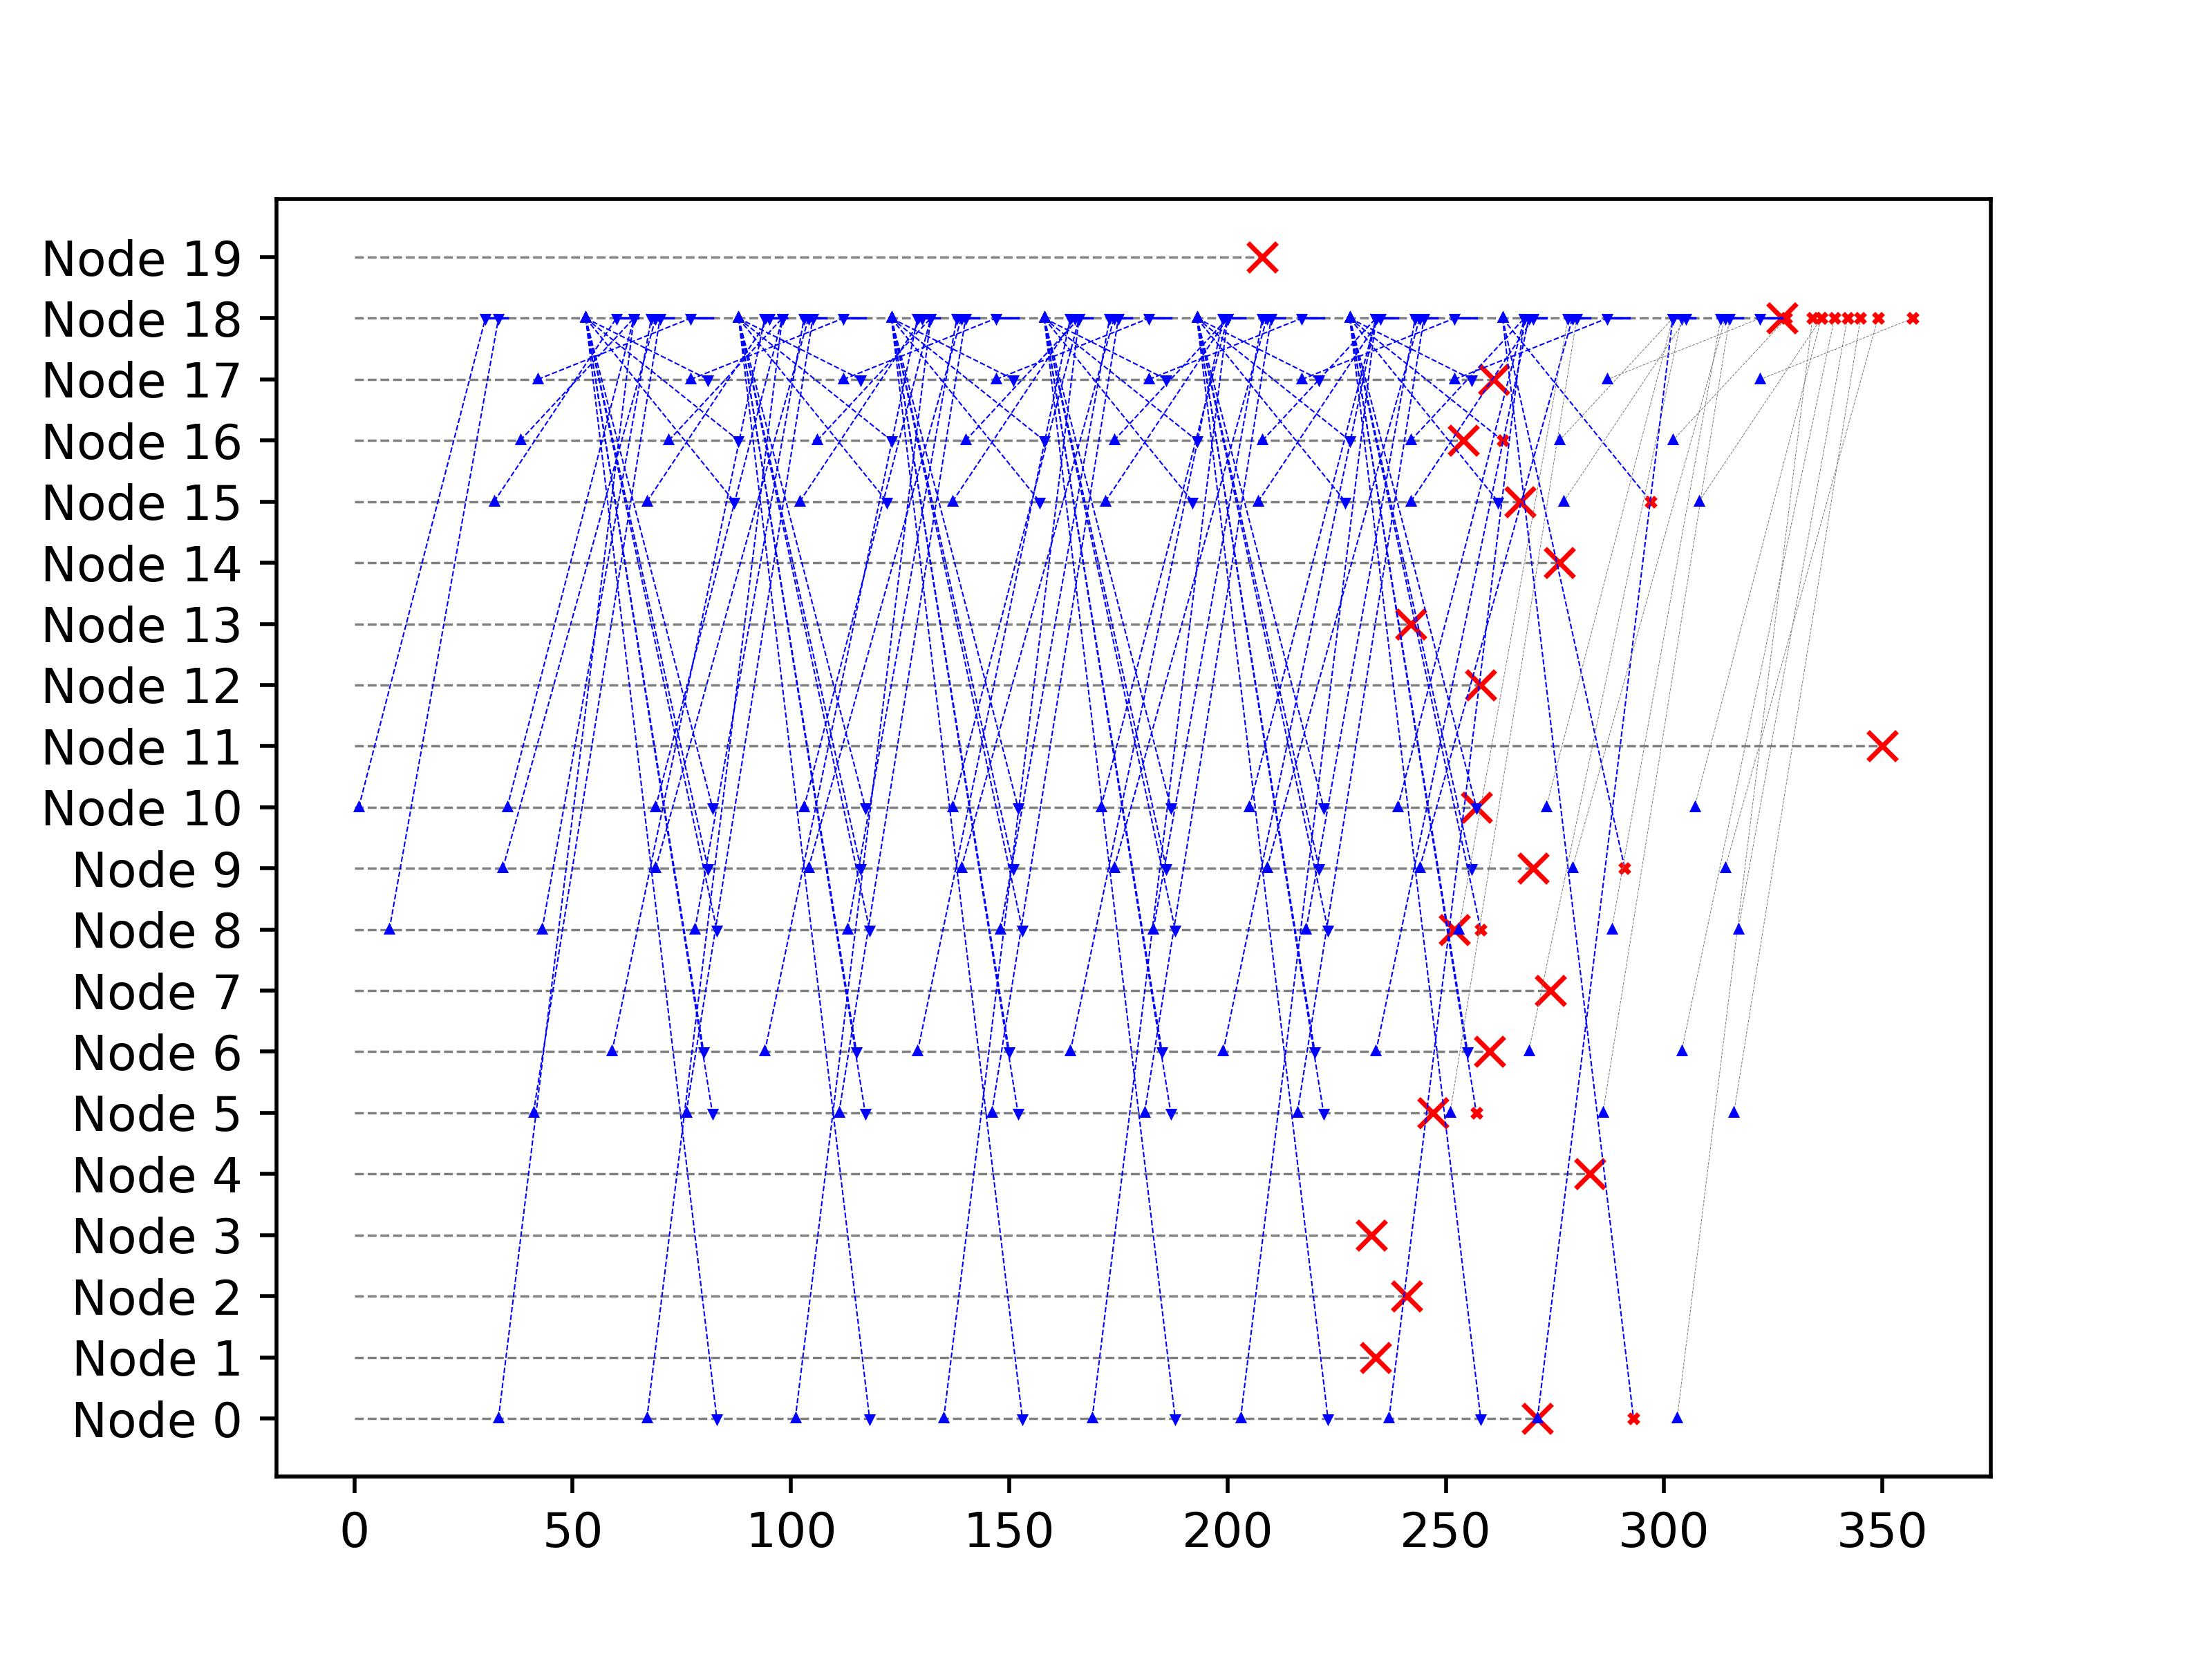 Node 19
Node 18
Node 17
Node 16
Node 15
Node 14
Node 13
Node 12
Node 11
Node 10
Node 9
Node 8
Node 7
Node 6
Node 5
Node 4
Node 3
Node 2
Node 1
Node 0
0 50 100 150 200 250 300 350